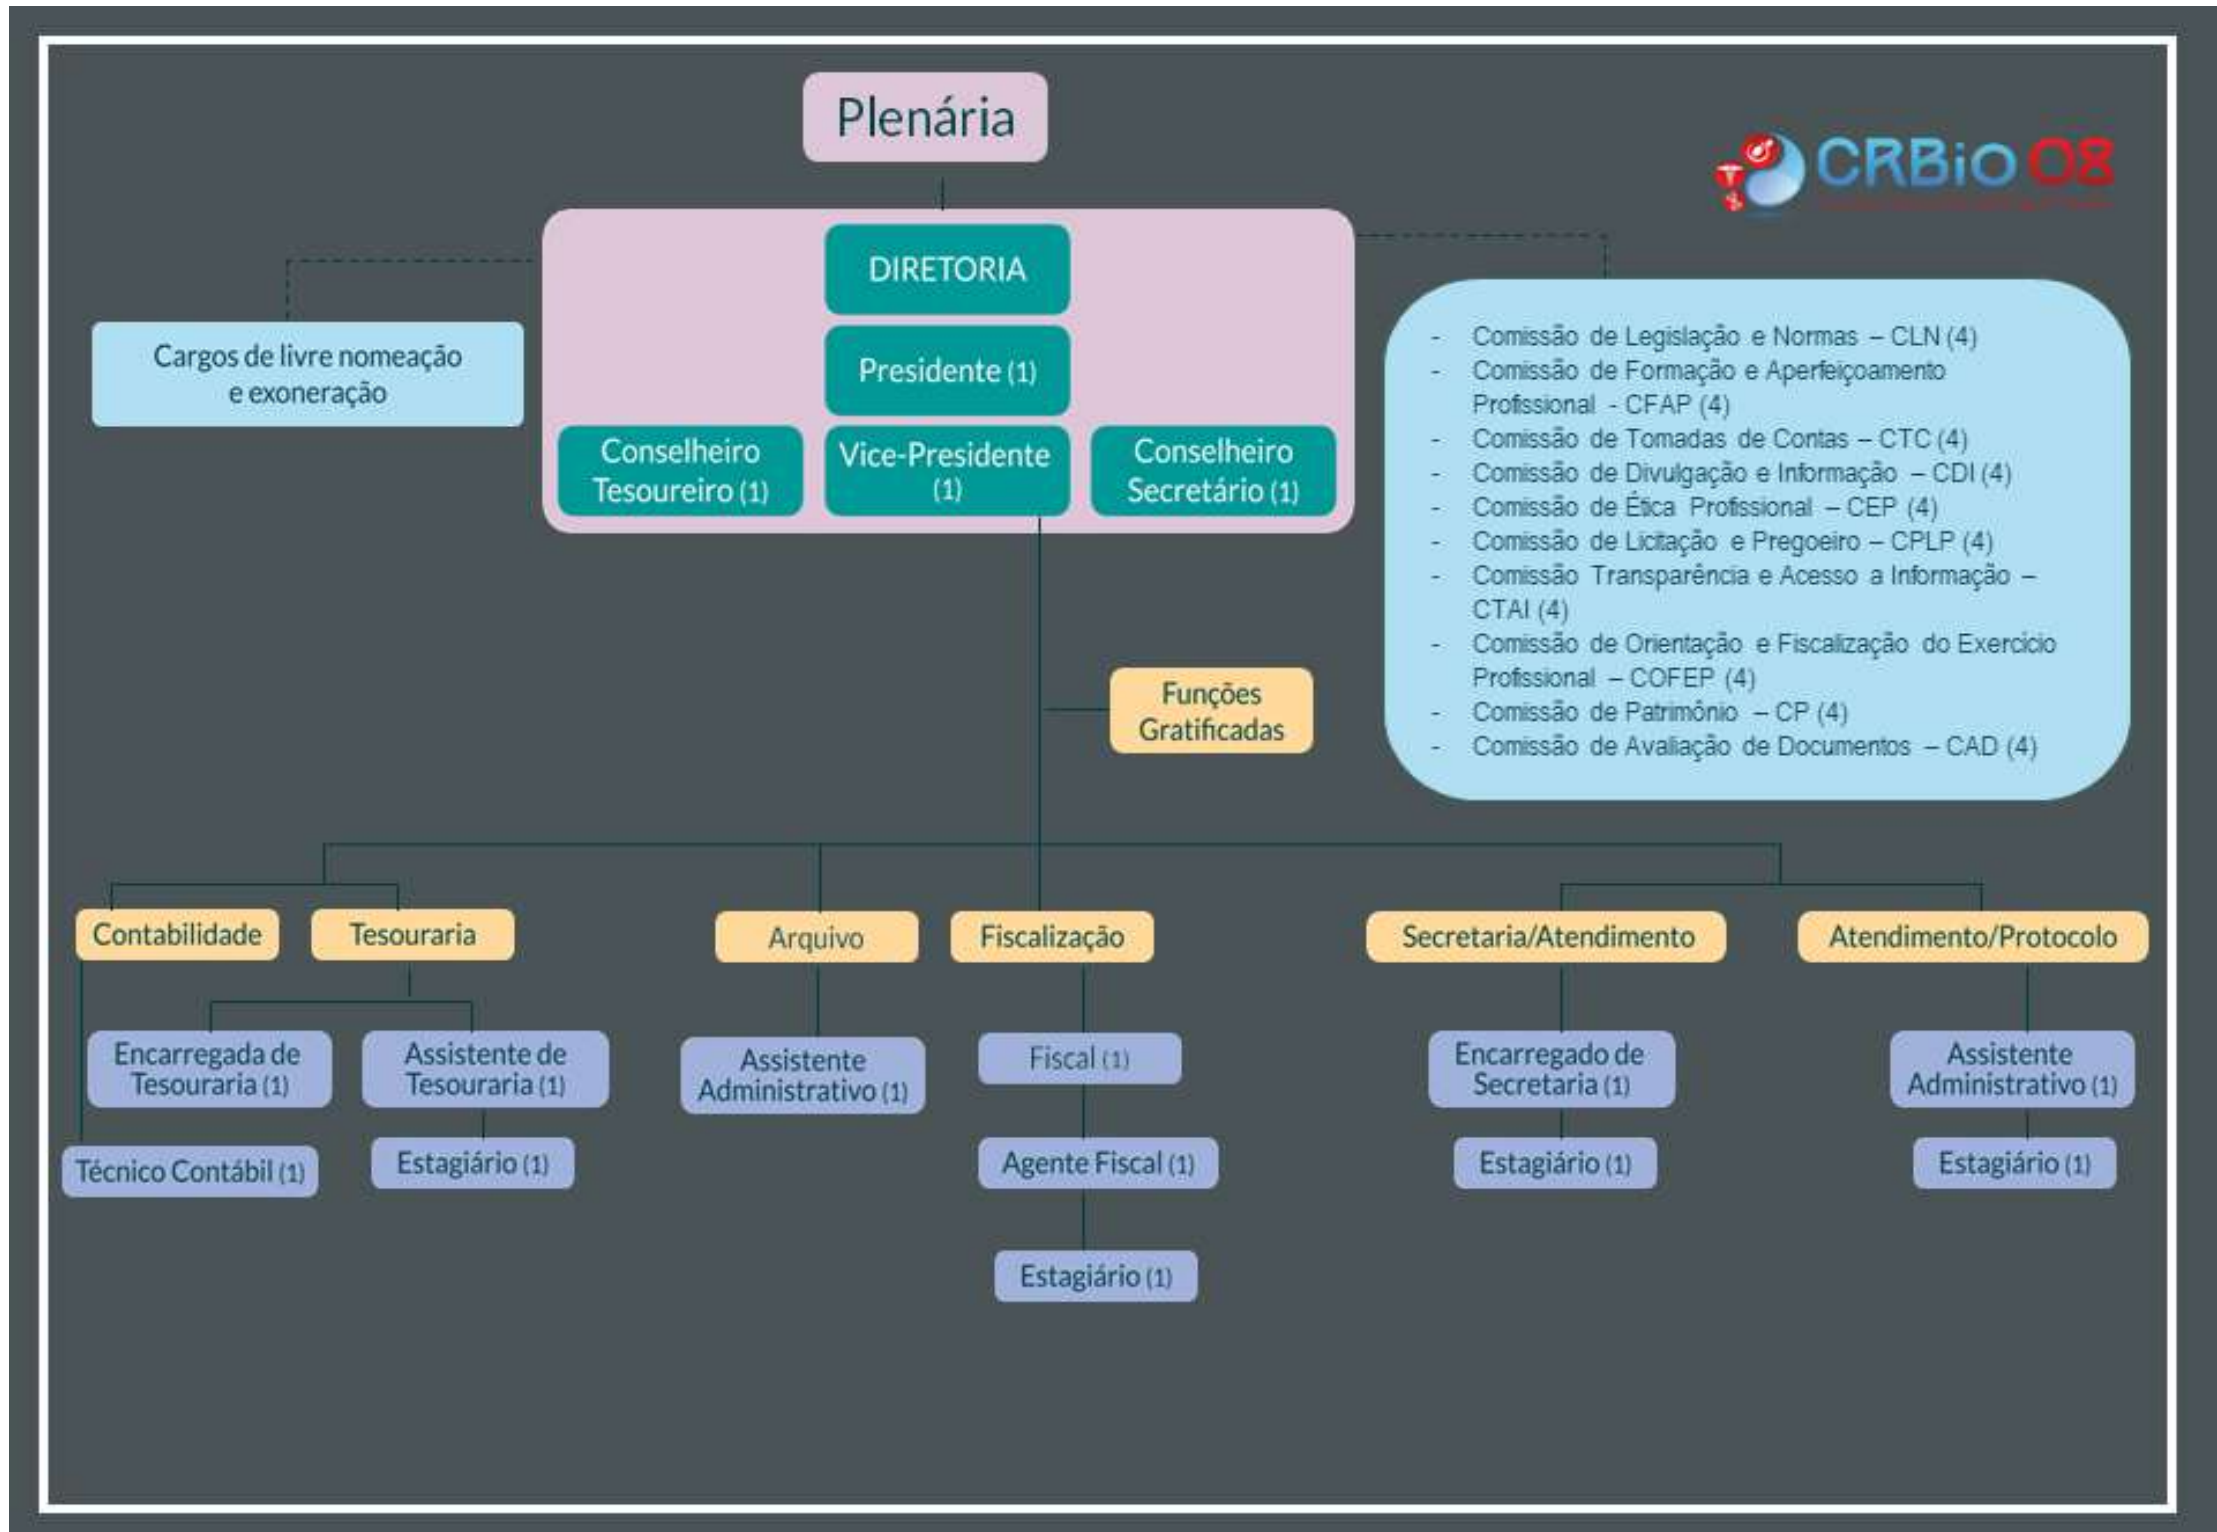 Plenária
CRBio 08
DIRETORIA
Presidente (1)
Conselheiro
Tesoureiro (1)
Vice-Presidente
(1)
Conselheiro
Secretário (1)
Cargos de livre nomeação
e exoneração
- Comissão de Legislação e Normas – CLN (4)
- Comissão de Formação e Aperfeiçoamento
Profissional - CFAP (4)
- Comissão de Tomadas de Contas – CTC (4)
- Comissão de Divulgação e Informação – CDI (4)
- Comissão de Ética Profissional – CEP (4)
- Comissão de Licitação e Pregoeiro – CPLP (4)
- Comissão Transparência e Acesso a Informação –
CTAI (4)
- Comissão de Orientação e Fiscalização do Exercício
Profissional – COFEP (4)
- Comissão de Patrimônio – CP (4)
- Comissão de Avaliação de Documentos – CAD (4)
Funções
Gratificadas
Contabilidade
Tesouraria
Arquivo
Fiscalização
Secretaria/Atendimento
Atendimento/Protocolo
Encarregada de
Tesouraria (1)
Assistente de
Tesouraria (1)
Assistente
Administrativo (1)
Fiscal (1)
Encarregado de
Secretaria (1)
Assistente
Administrativo (1)
Técnico Contábil (1)
Estagiário (1)
Agente Fiscal (1)
Estagiário (1)
Estagiário (1)
Estagiário (1)